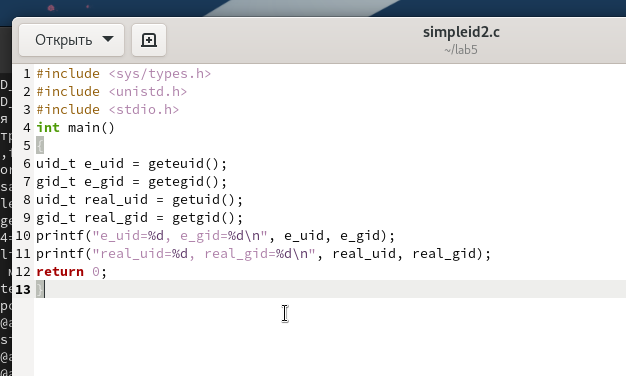 Открыть
simpleid2.c
~/lab5
1 #include <sys/types.h>
2 #include <unistd.h>
3 #include <stdio.h>
4 int main()
5 {
6 uid_t e_uid = geteuid();
7 gid_t e_gid = getegid();
8 uid_t real_uid = getuid();
9 gid_t real_gid = getgid();
10 printf("e_uid=%d, e_gid=%d\n", e_uid, e_gid);
11 printf("real_uid=%d, real_gid=%d\n", real_uid, real_gid);
12 return 0;
13 }